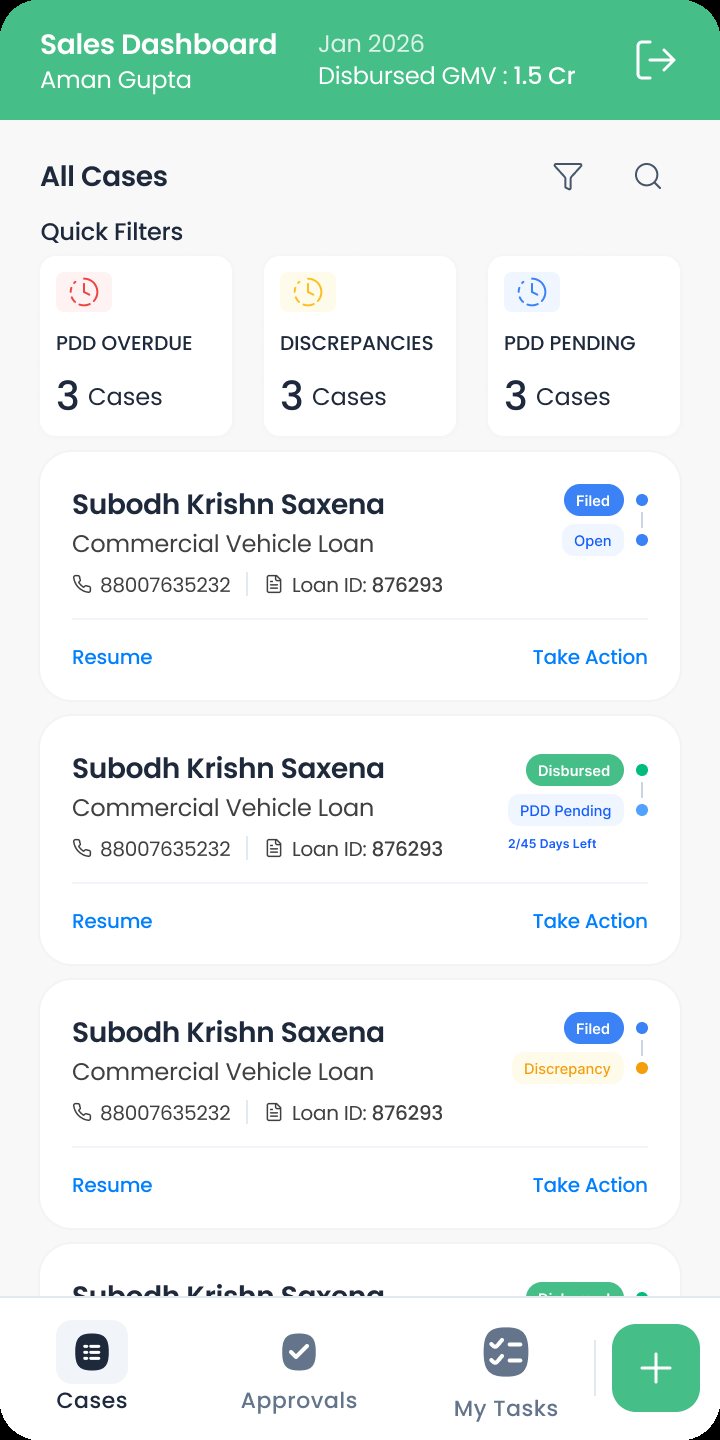 Sales Dashboard
Aman Gupta
Jan 2026
Disbursed GMV : 1.5 Cr
All Cases
Quick Filters
PDD OVERDUE
3 Cases
DISCREPANCIES
3 Cases
PDD PENDING
3 Cases
Subodh Krishn Saxena
Filed
Commercial Vehicle Loan
Open
88007635232
Loan ID: 876293
Resume
Take Action
Subodh Krishn Saxena
Disbursed
Commercial Vehicle Loan
PDD Pending
88007635232
Loan ID: 876293
2/45 Days Left
Resume
Take Action
Subodh Krishn Saxena
Filed
Commercial Vehicle Loan
Discrepancy
88007635232
Loan ID: 876293
Resume
Take Action
Subodh Krishn Saxena
Disbursed
Cases
Approvals
My Tasks